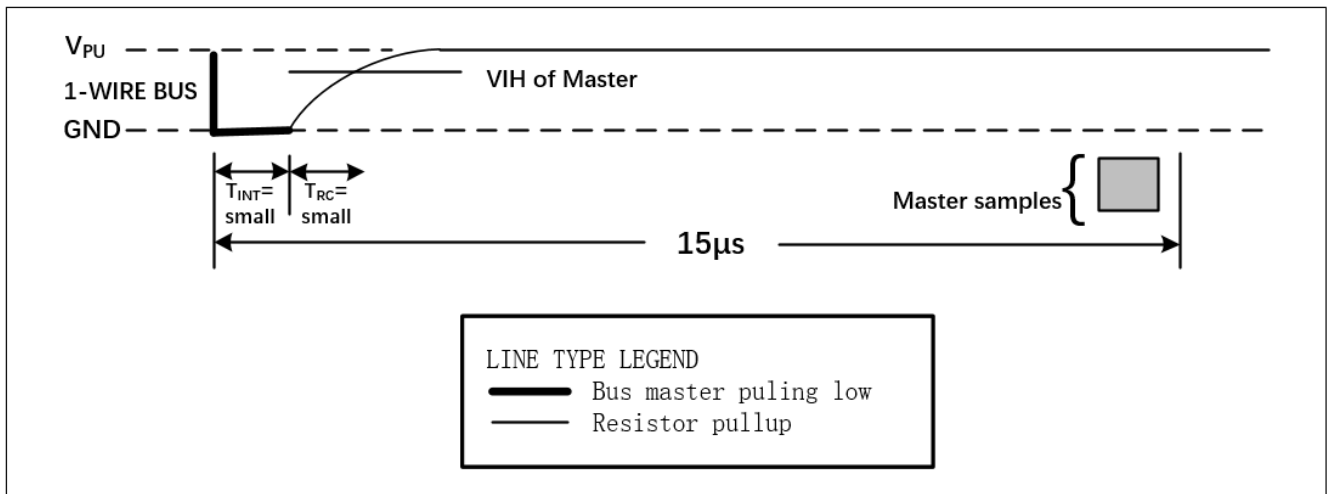 VPU
1-WIRE BUS
VIH of Master
GND
TINT=
small
TRC=
small
Master samples
15μs
LINE TYPE LEGEND
Bus master puling low
Resistor pullup